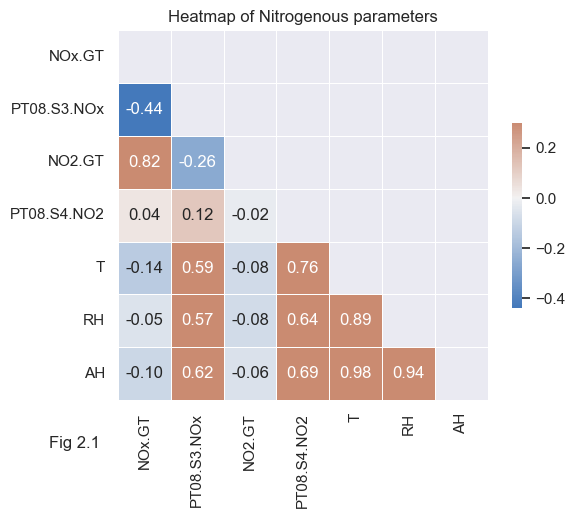 Heatmap of Nitrogenous parameters
NOx.GT
PT08.S3.NOx -0.44
NO2.GT 0.82 -0.26
PT08.S4.NO2 0.04 0.12 -0.02
T -0.14 0.59 -0.08 0.76
RH -0.05 0.57 -0.08 0.64 0.89
AH -0.10 0.62 -0.06 0.69 0.98 0.94
NOx.GT PT08.S3.NOx NO2.GT PT08.S4.NO2 T RH AH
0.2
0.0
−0.2
−0.4
Fig 2.1